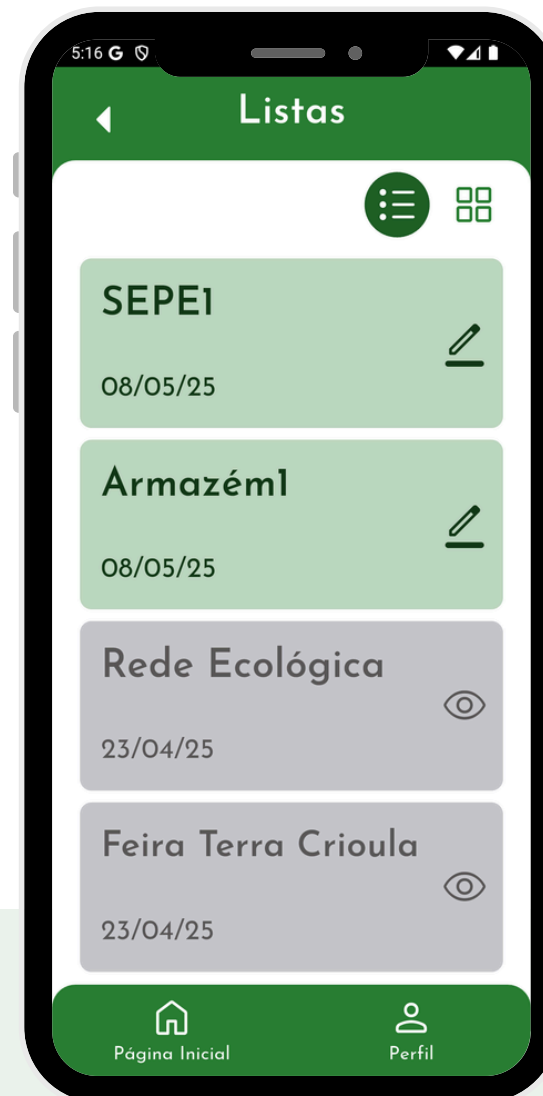 5:16 G
Listas
SEPE1
08/05/25
Armazém1
08/05/25
Rede Ecológica
23/04/25
Feira Terra Crioula
23/04/25
Página Inicial
Perfil